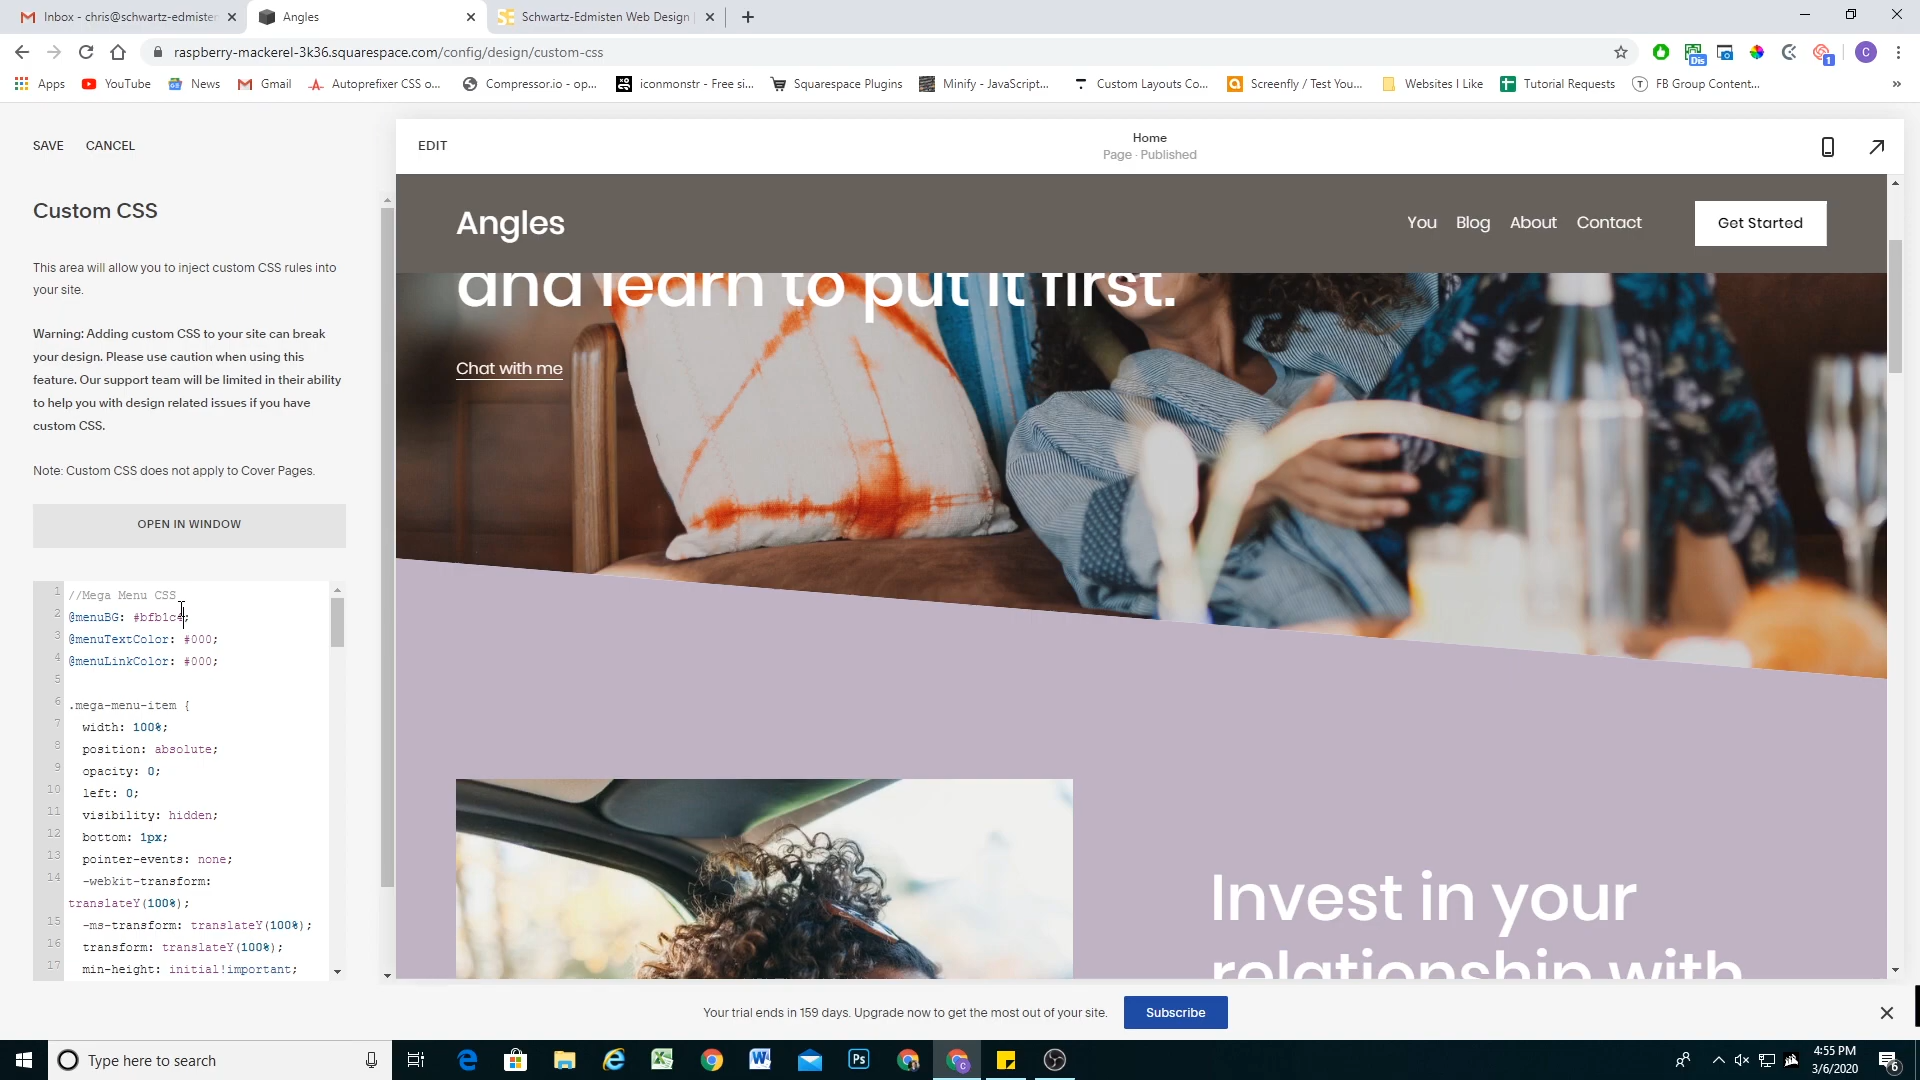 Inbox - chris@schwartz-edmisten
Angles
Schwartz-Edmisten Web Design |
raspberry-mackerel-3k36.squarespace.com/config/design/custom-css
Dis
1
C
Apps
YouTube
News
Gmail
Autoprefixer CSS o...
Compressor.io - op...
iconmonstr - Free si...
Squarespace Plugins
Minify - JavaScript...
Custom Layouts Co...
Screenfly / Test You...
Websites I Like
Tutorial Requests
FB Group Content...
»
SAVE
CANCEL
Custom CSS
This area will allow you to inject custom CSS rules into
your site.
Warning: Adding custom CSS to your site can break
your design. Please use caution when using this
feature. Our support team will be limited in their ability
to help you with design related issues if you have
custom CSS.
Note: Custom CSS does not apply to Cover Pages.
OPEN IN WINDOW
1 //Mega Menu CSS
2 @menuBG: #bfb1c4;
3 @menuTextColor: #000;
4 @menuLinkColor: #000;
5
6 .mega-menu-item {
7 width: 100%;
8 position: absolute;
9 opacity: 0;
10 left: 0;
11 visibility: hidden;
12 bottom: 1px;
13 pointer-events: none;
14 -webkit-transform:
translateY(100%);
15 -ms-transform: translateY(100%);
16 transform: translateY(100%);
17 min-height: initial!important;
EDIT
Home
Page · Published
Angles
You
Blog
About
Contact
Get Started
and learn to put it first.
Chat with me
Invest in your
relationship with
Your trial ends in 159 days. Upgrade now to get the most out of your site.
Subscribe
Type here to search
4:55 PM
3/6/2020
6